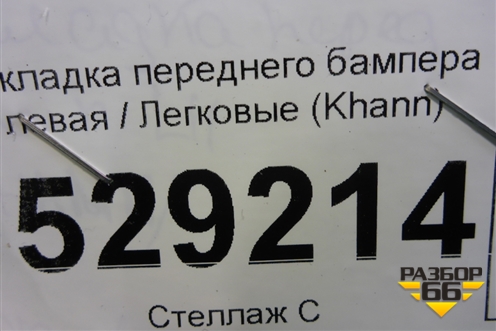 кладка переднего бампера
левая / Легковые (Khann)
529214
Стеллаж С
РАЗБОР
66